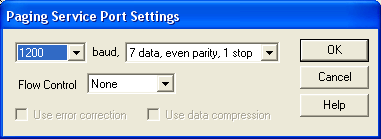 Paging Service Port Settings
1200 baud, 7 data, even parity, 1 stop OK
Flow Control None Cancel
Help
Use error correction Use data compression